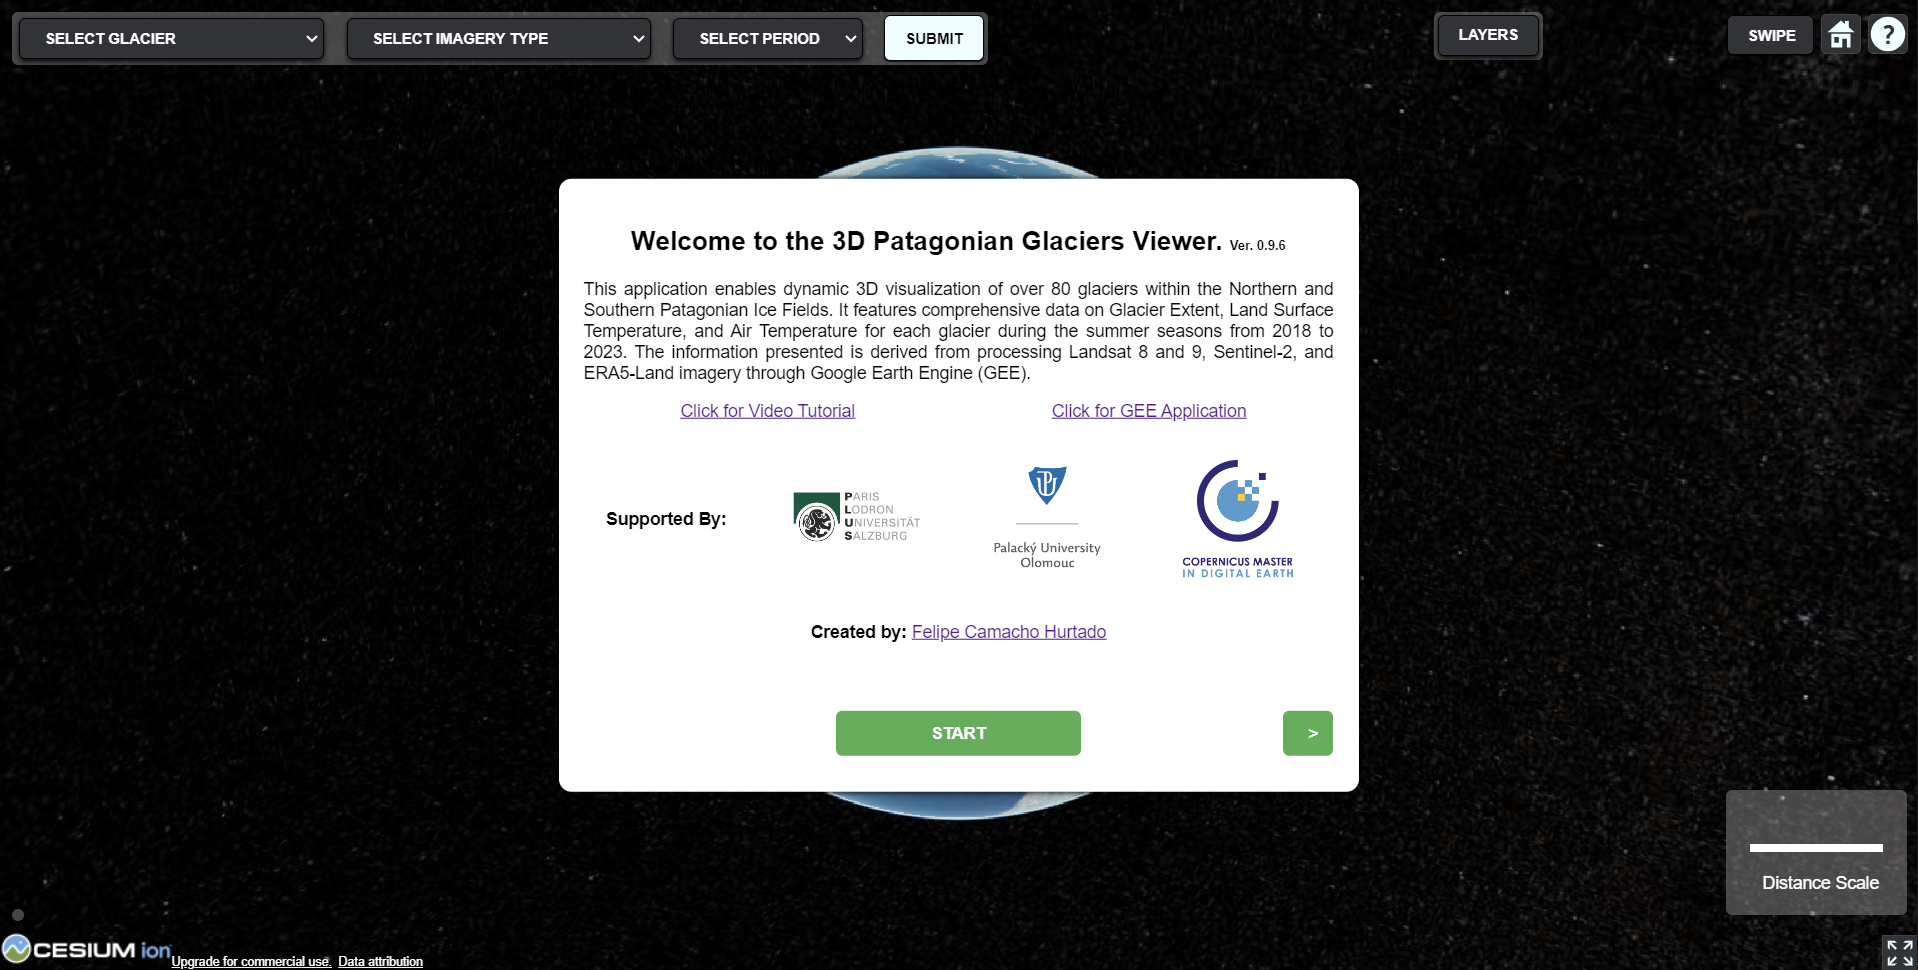 SELECT GLACIER
SELECT IMAGERY TYPE
SELECT PERIOD
SUBMIT
LAYERS
SWIPE
?
Welcome to the 3D Patagonian Glaciers Viewer. Ver. 0.9.6
This application enables dynamic 3D visualization of over 80 glaciers within the Northern and
Southern Patagonian Ice Fields. It features comprehensive data on Glacier Extent, Land Surface
Temperature, and Air Temperature for each glacier during the summer seasons from 2018 to
2023. The information presented is derived from processing Landsat 8 and 9, Sentinel-2, and
ERA5-Land imagery through Google Earth Engine (GEE).
Click for Video Tutorial
Click for GEE Application
Supported By:
PARIS
LODRON
UNIVERSITÄT
SALZBURG
UP
Palacký University
Olomouc
COPERNICUS MASTER
IN DIGITAL EARTH
Created by: Felipe Camacho Hurtado
START
>
Distance Scale
CESIUM ion
Upgrade for commercial use. Data attribution